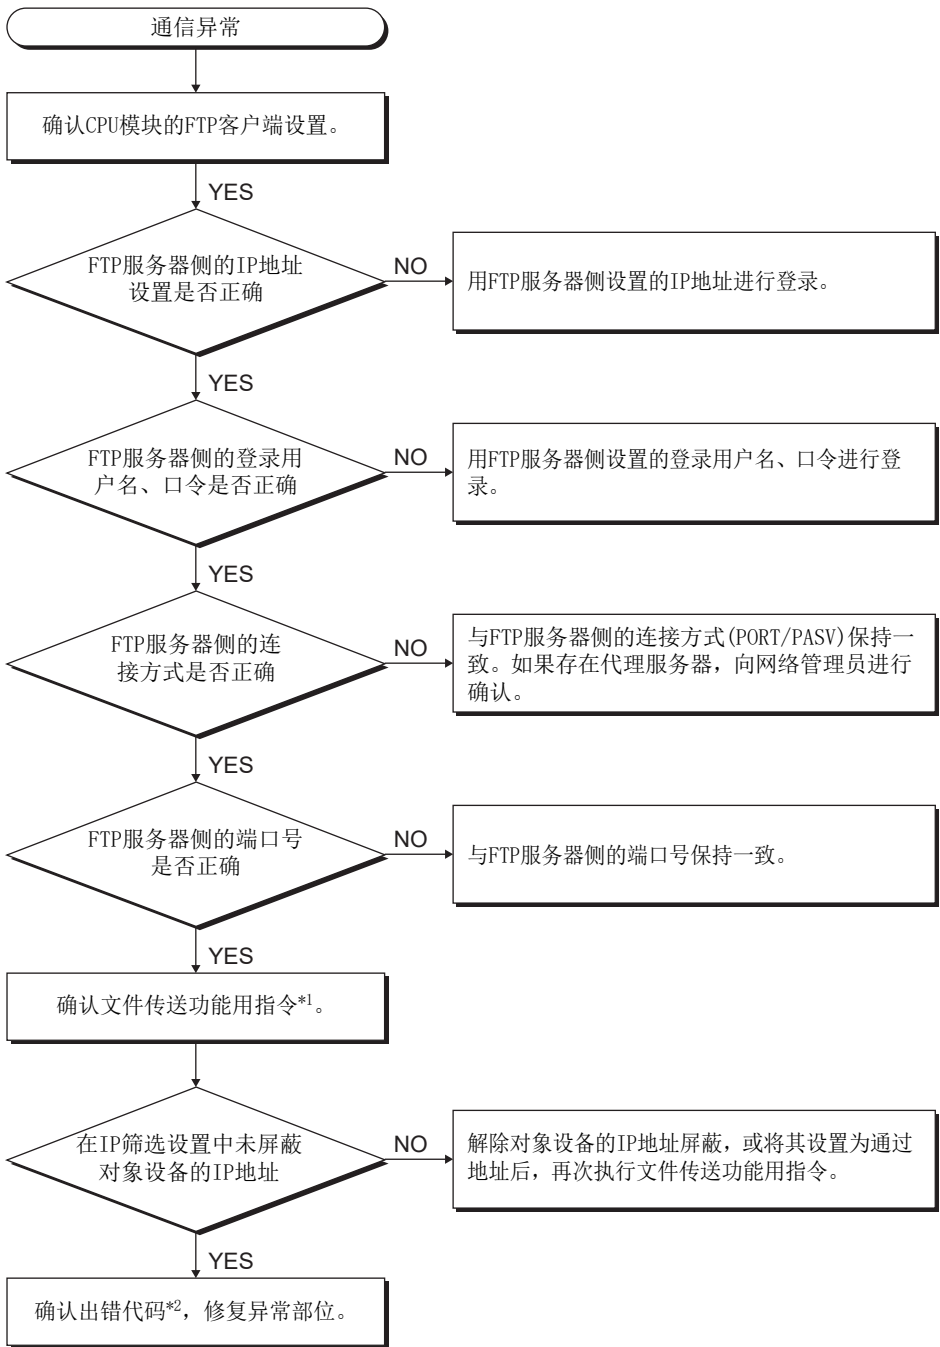 通信异常
确认CPU模块的FTP客户端设置。
YES
FTP服务器侧的IP地址
设置是否正确
NO
用FTP服务器侧设置的IP地址进行登录。
YES
FTP服务器侧的登录用
户名、口令是否正确
NO
用FTP服务器侧设置的登录用户名、口令进行登
录。
YES
FTP服务器侧的连
接方式是否正确
NO
与FTP服务器侧的连接方式(PORT/PASV)保持一
致。如果存在代理服务器，向网络管理员进行
确认。
YES
FTP服务器侧的端口号
是否正确
NO
与FTP服务器侧的端口号保持一致。
YES
确认文件传送功能用指令*1。
在IP筛选设置中未屏蔽
对象设备的IP地址
NO
解除对象设备的IP地址屏蔽，或将其设置为通过
地址后，再次执行文件传送功能用指令。
YES
确认出错代码*2，修复异常部位。